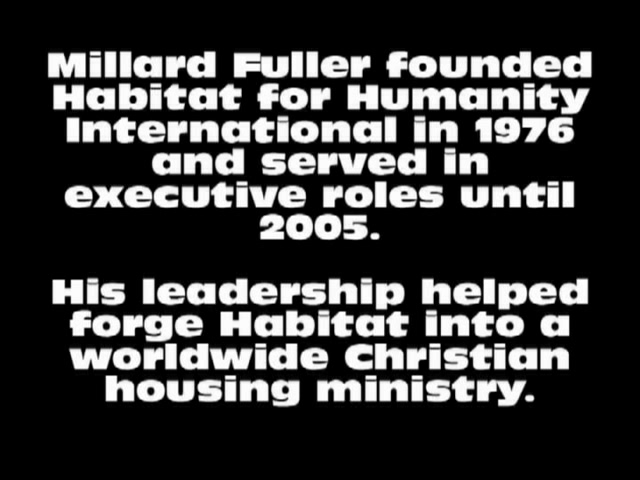 Millard Fuller founded
Habitat for Humanity
International in 1976
and served in
executive roles until
2005.
His leadership helped
forge Habitat into a
worldwide Christian
housing ministry.